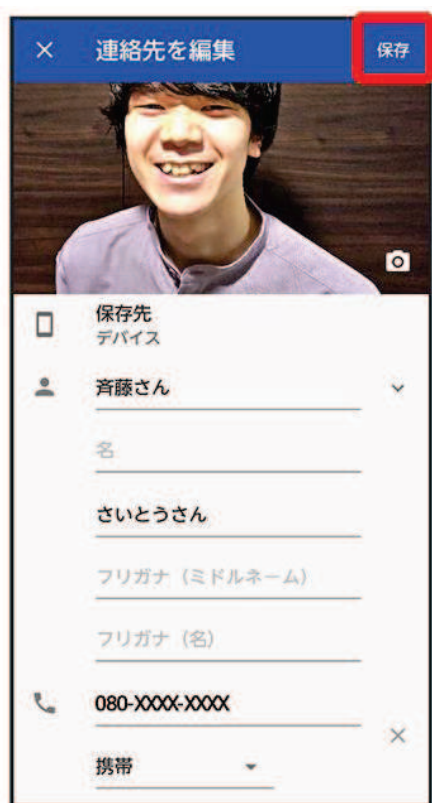 連絡先を編集 保存
保存先
デバイス
斉藤さん
名
さいとうさん
フリガナ（ミドルネーム）
フリガナ（名）
080-XXXX-XXXX
携帯